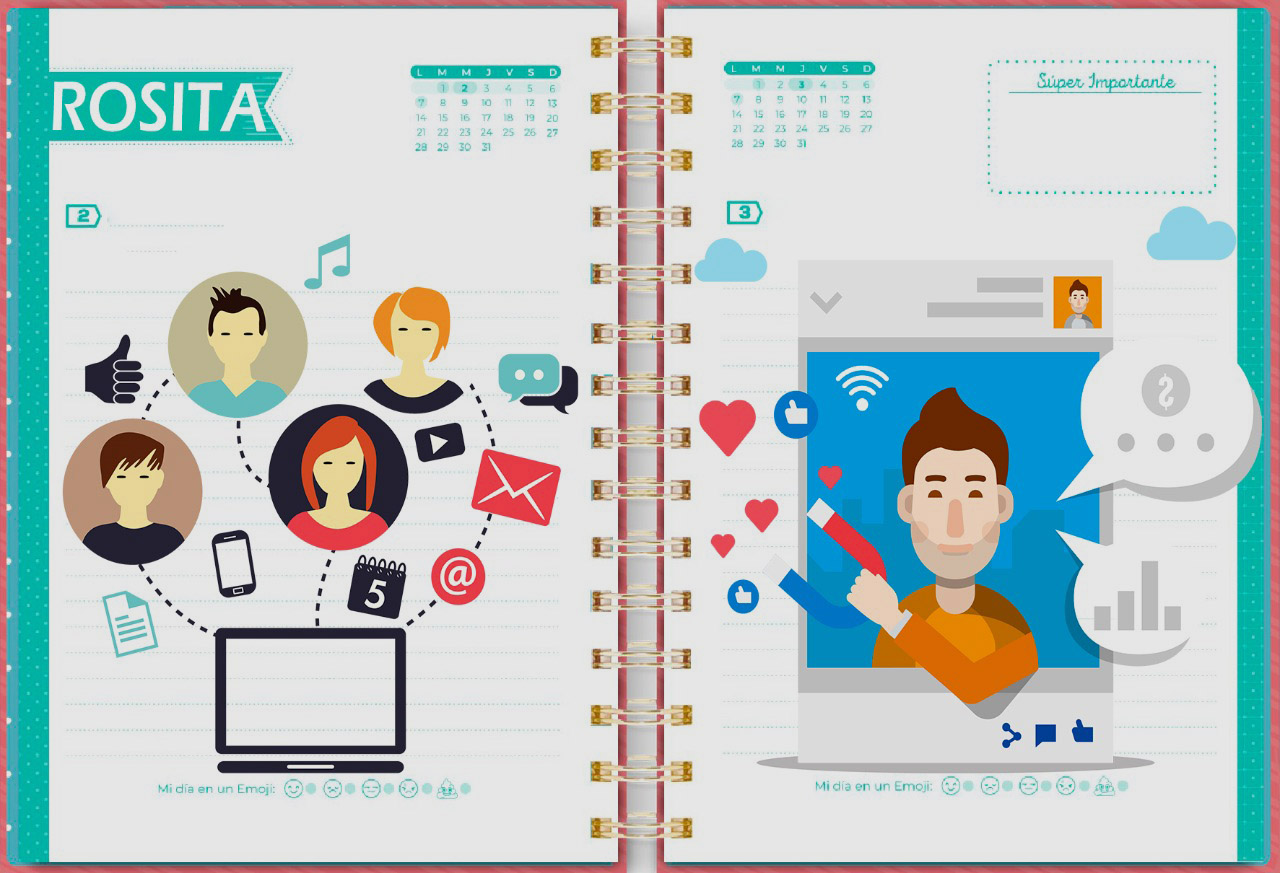 ROSITA
L M M J V S D
1 2 3 4 5 6
7 8 9 10 11 12 13
14 15 16 17 18 19 20
21 22 23 24 25 26 27
28 29 30 31
2
@
5
Mi día en un Emoji:
L M M J V S D
1 2 3 4 5 6
7 8 9 10 11 12 13
14 15 16 17 18 19 20
21 22 23 24 25 26 27
28 29 30 31
Súper Importante
3
$
Mi día en un Emoji: